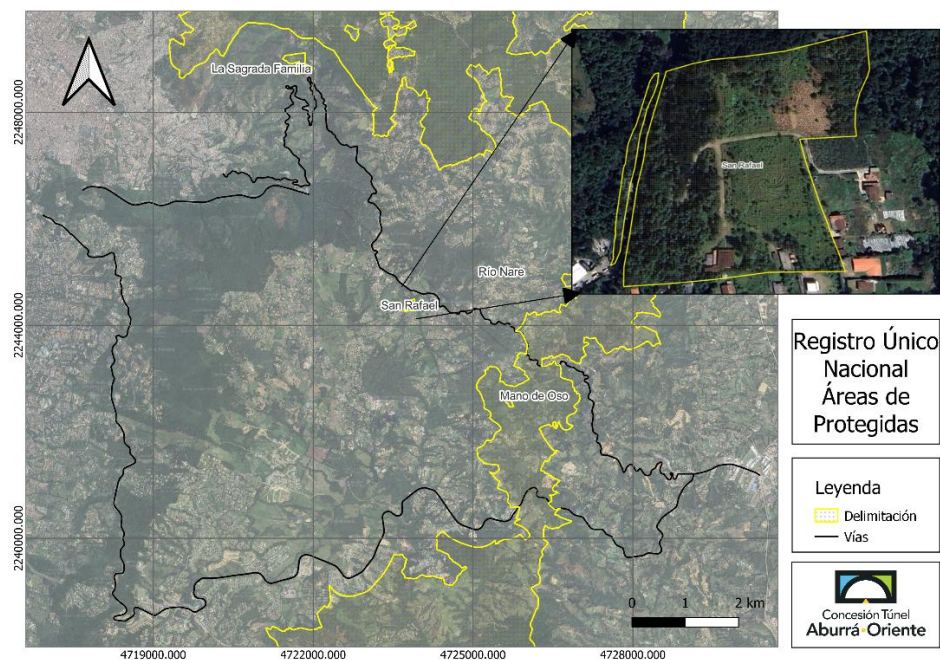 La Sagrada Familia
Río Nare
San Rafael
Mano de Oso
San Rafael
2248000.000
2244000.000
2240000.000
4719000.000
4722000.000
4725000.000
4728000.000
0 1 2 km
Registro Único
Nacional
Áreas de
Protegidas
Leyenda
Delimitación
Vías
Concesión Túnel
Aburrá Oriente